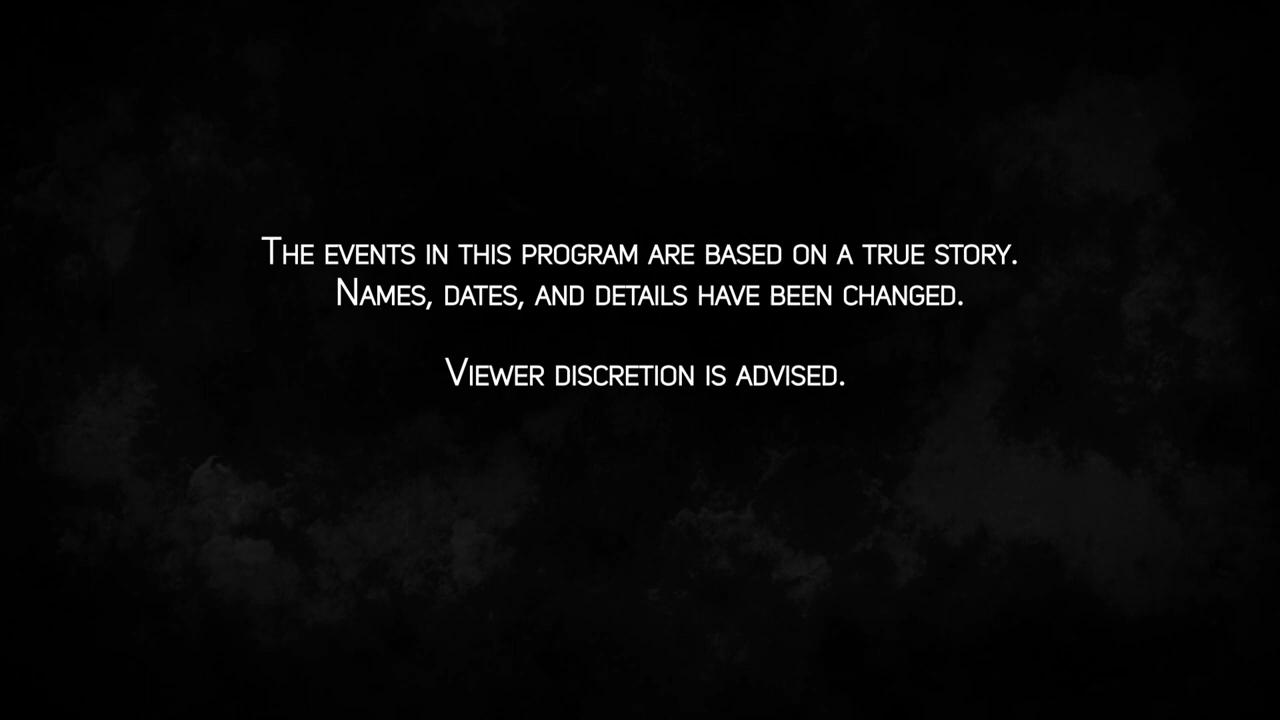 The events in this program are based on a true story.
Names, dates, and details have been changed.
Viewer discretion is advised.